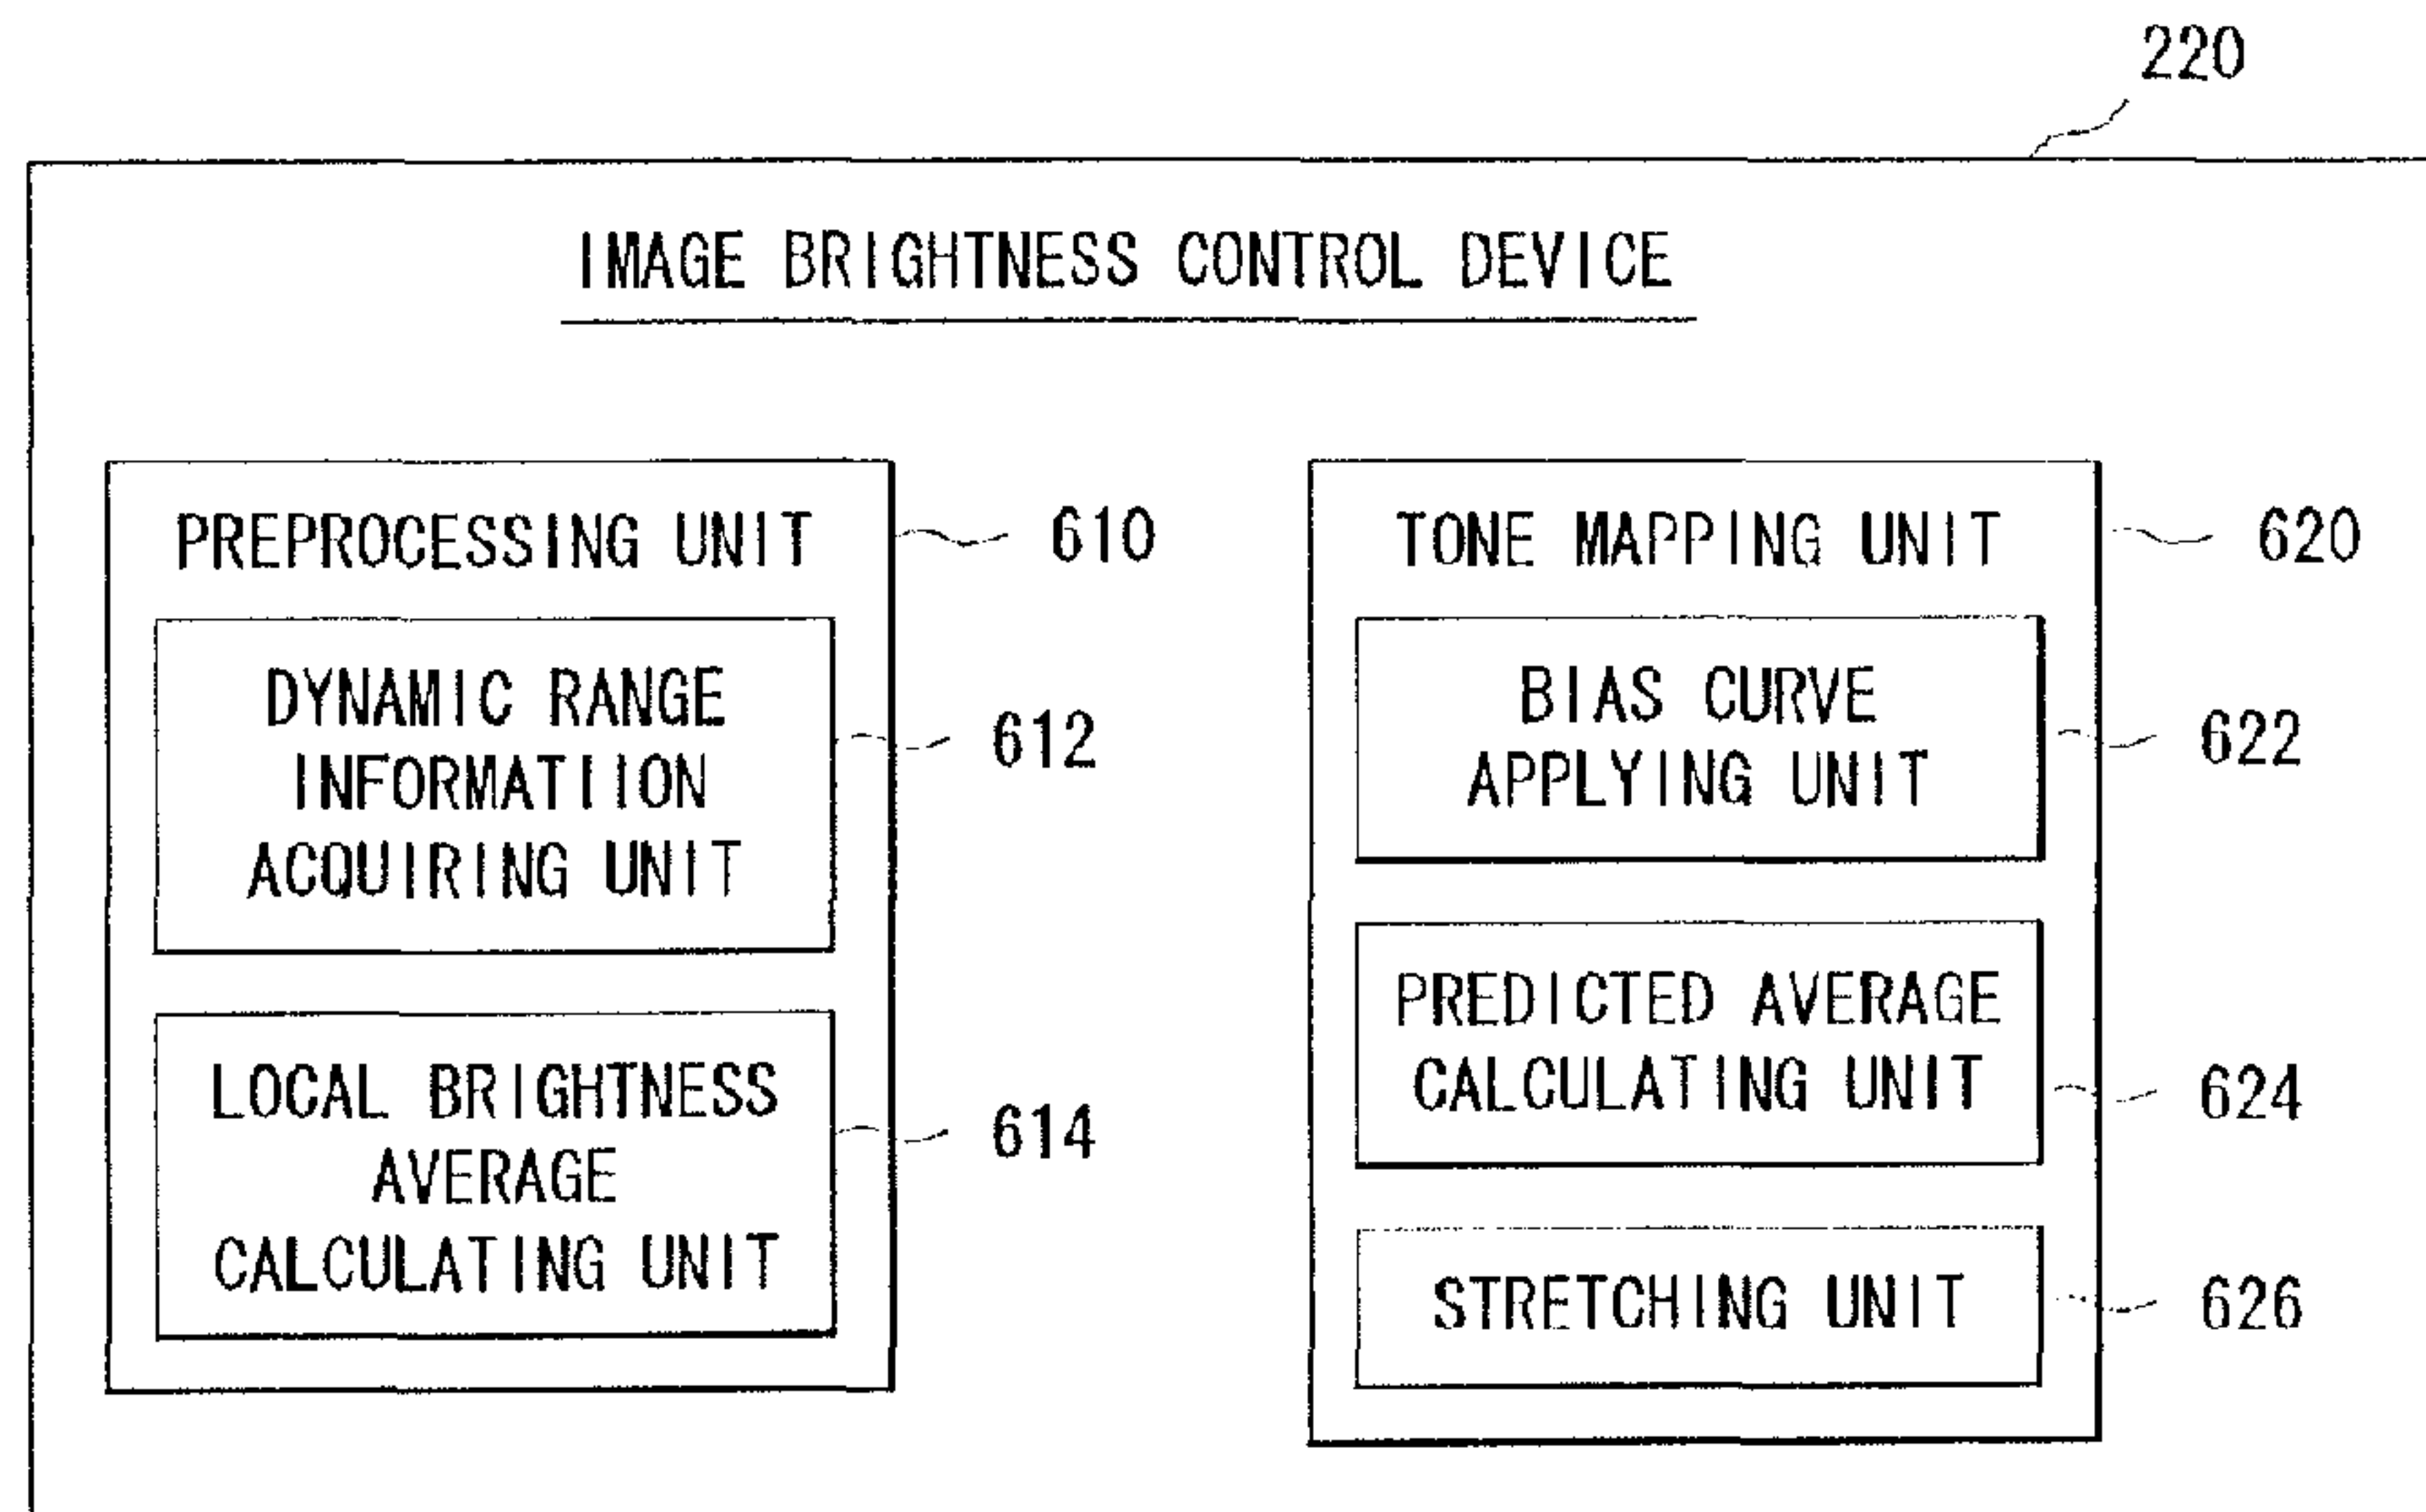 220
IMAGE BRIGHTNESS CONTROL DEVICE
PREPROCESSING UNIT
610
DYNAMIC RANGE
INFORMATIION
ACQUIRING UNIT
612
LOCAL BRIGHTNESS
AVERAGE
CALCULATING UNIT
614
TONE MAPPING UNIT
620
BIAS CURVE
APPLYING UNIT
622
PREDICTED AVERAGE
CALCULATING UNIT
624
STRETCHING UNIT
626